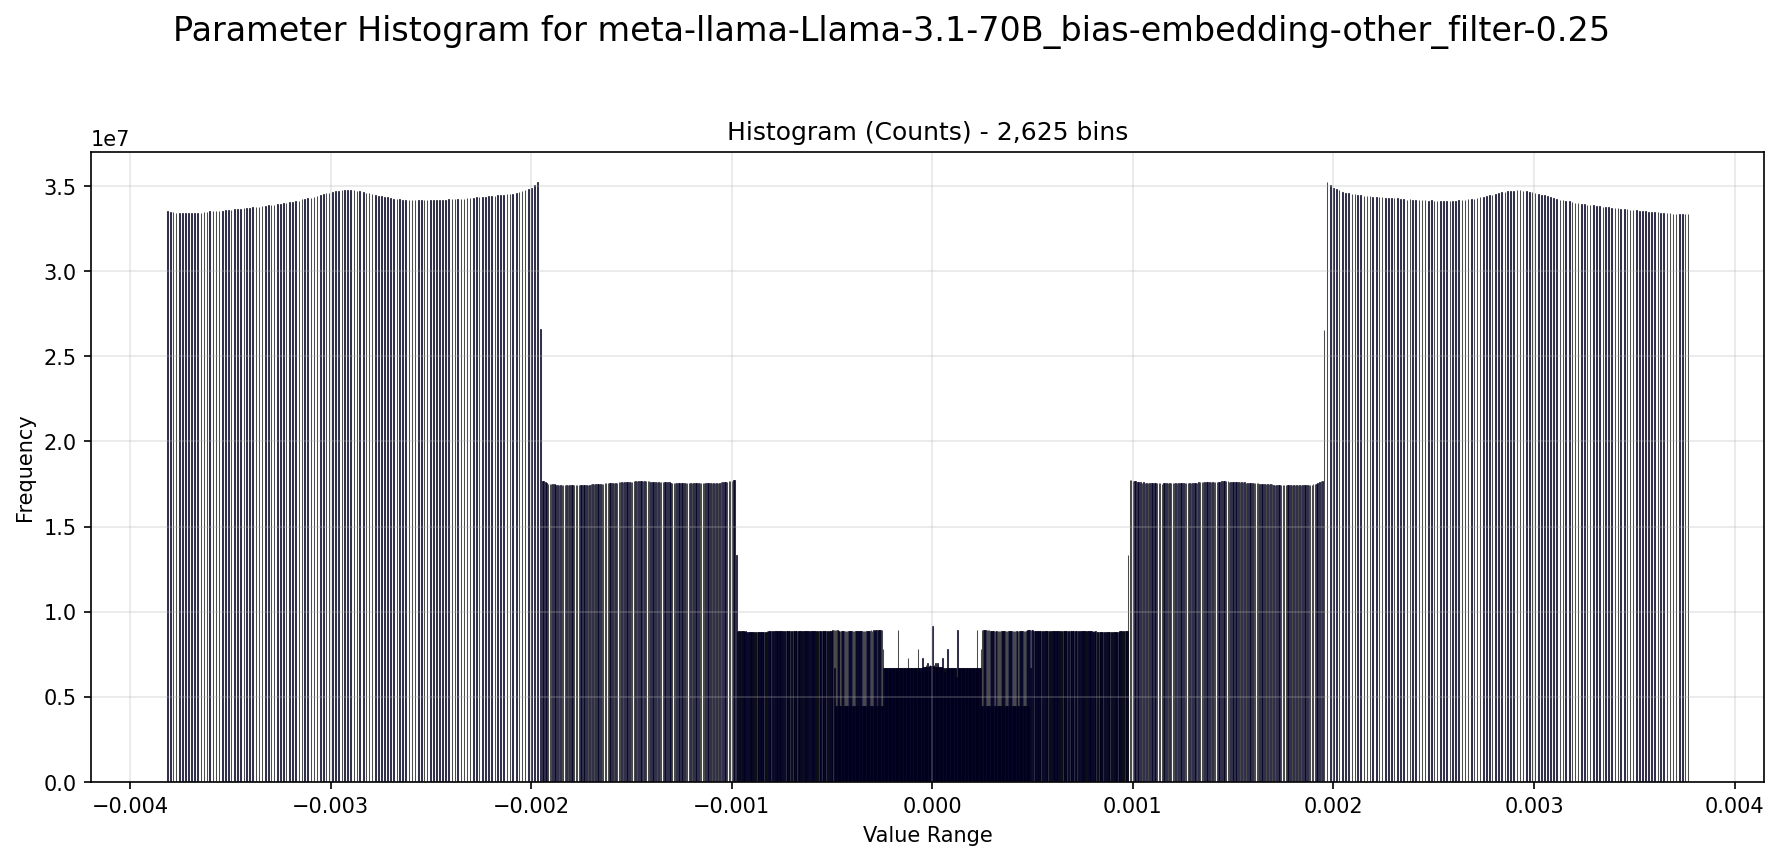 Parameter Histogram for meta-llama-Llama-3.1-70B_bias-embedding-other_filter-0.25
Histogram (Counts) - 2,625 bins
1e7
3.5
3.0
2.5
2.0
1.5
1.0
0.5
0.0
Frequency
−0.004 −0.003 −0.002 −0.001 0.000 0.001 0.002 0.003 0.004
Value Range